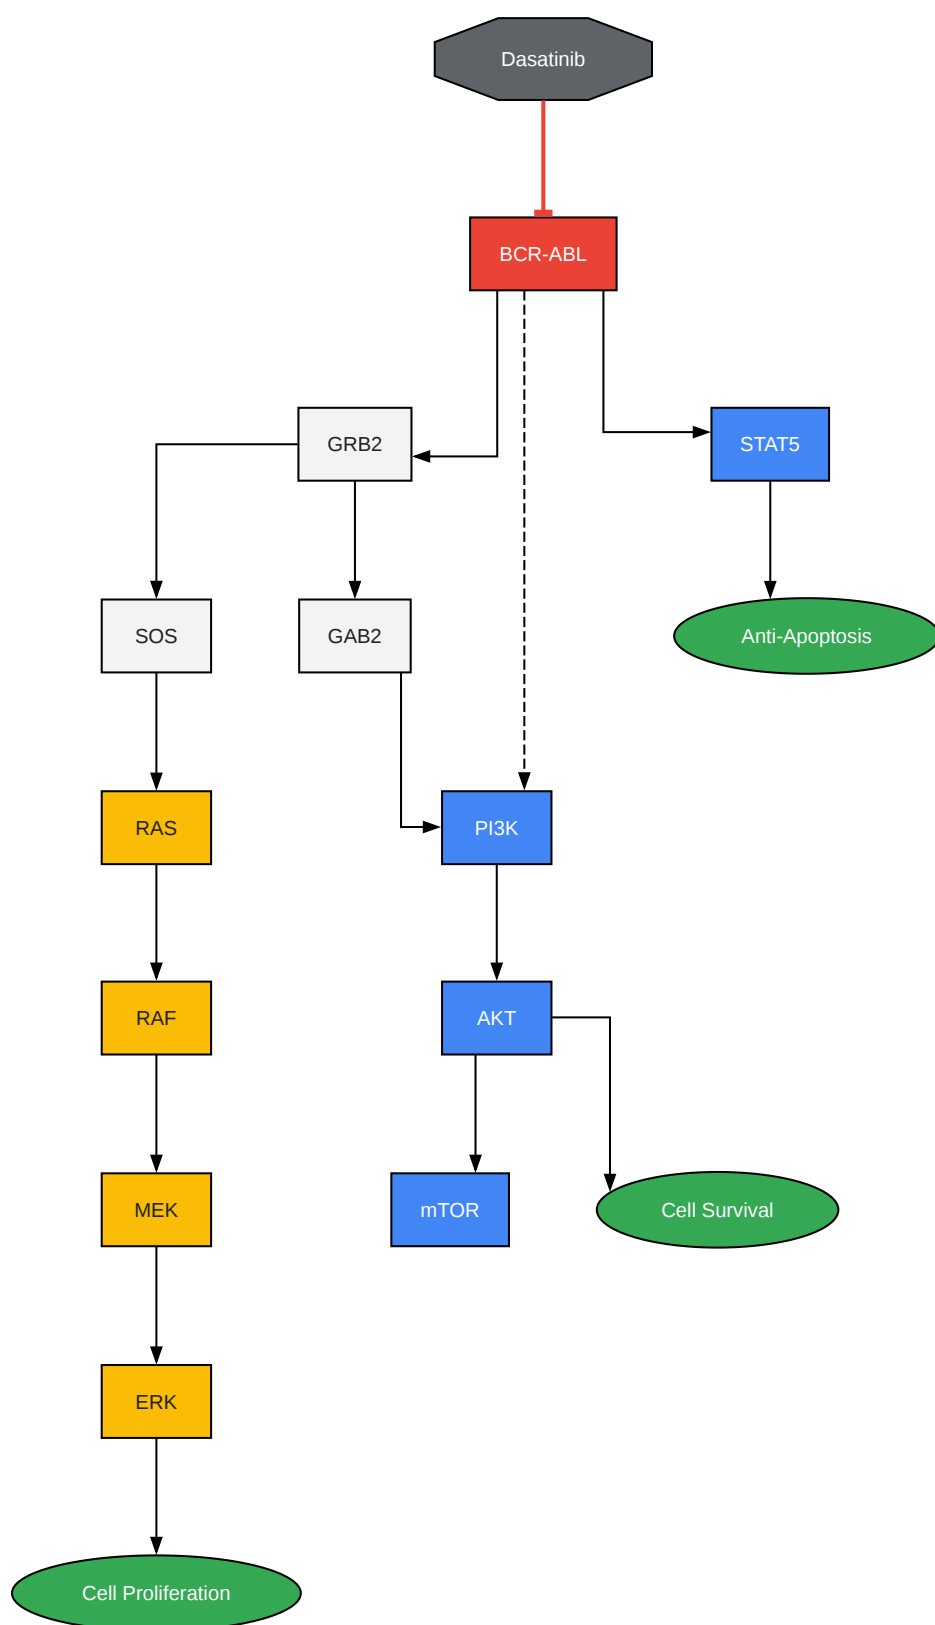 Dasatinib
BCR-ABL
GRB2
STAT5
SOS
GAB2
Anti-Apoptosis
RAS
PI3K
RAF
AKT
MEK
mTOR
Cell Survival
ERK
Cell Proliferation